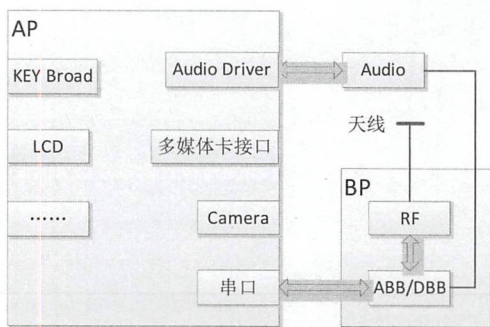 AP
KEY Broad
Audio Driver
Audio
天线
LCD
多媒体卡接口
BP
......
Camera
RF
串口
ABB/DBB